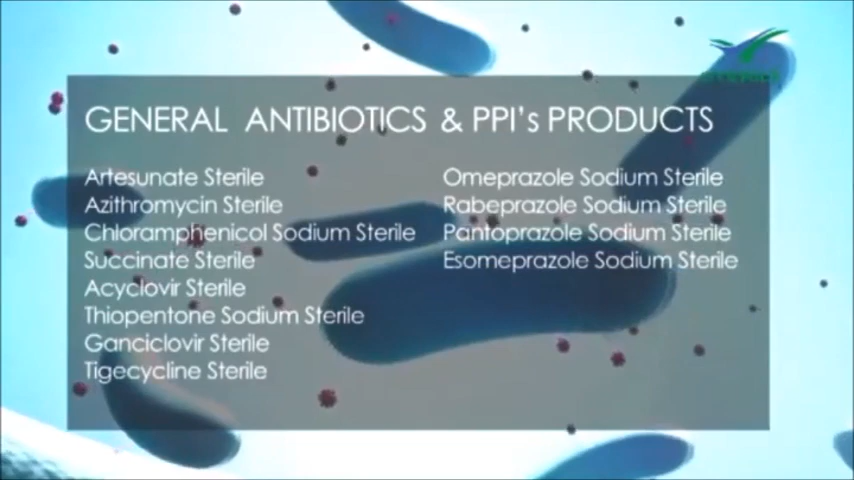 GENERAL ANTIBIOTICS & PPI's PRODUCTS
Artesunate Sterile
Azithromycin Sterile
Chloramphenicol Sodium Sterile
Succinate Sterile
Acyclovir Sterile
Thiopentone Sodium Sterile
Ganciclovir Sterile
Tigecycline Sterile
Omeprazole Sodium Sterile
Rabeprazole Sodium Sterile
Pantoprazole Sodium Sterile
Esomeprazole Sodium Sterile